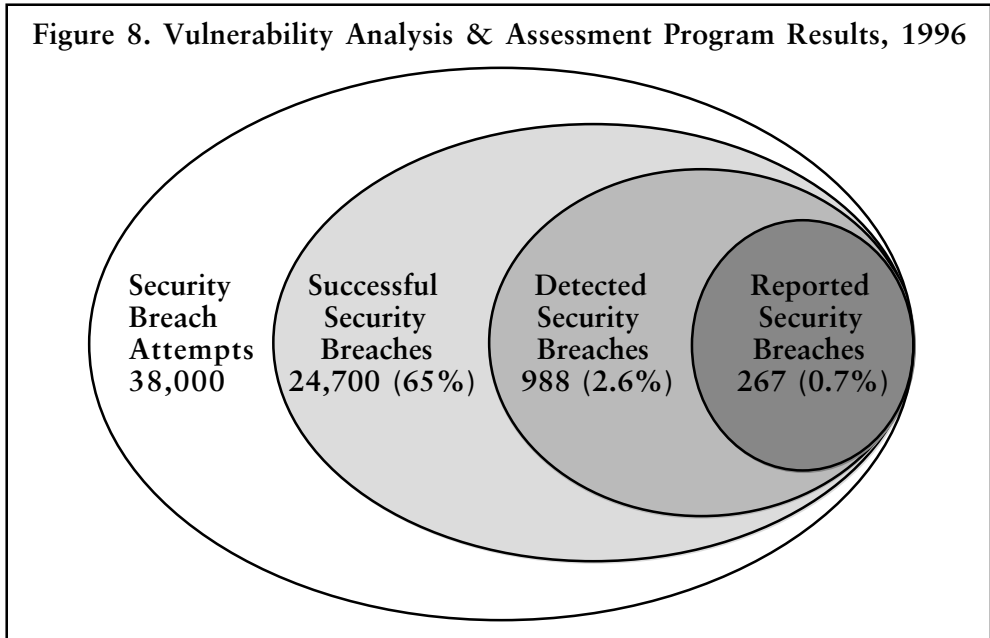 Figure 8. Vulnerability Analysis & Assessment Program Results, 1996
Security
Breach
Attempts
38,000
Successful
Security
Breaches
24,700 (65%)
Detected
Security
Breaches
988 (2.6%)
Reported
Security
Breaches
267 (0.7%)